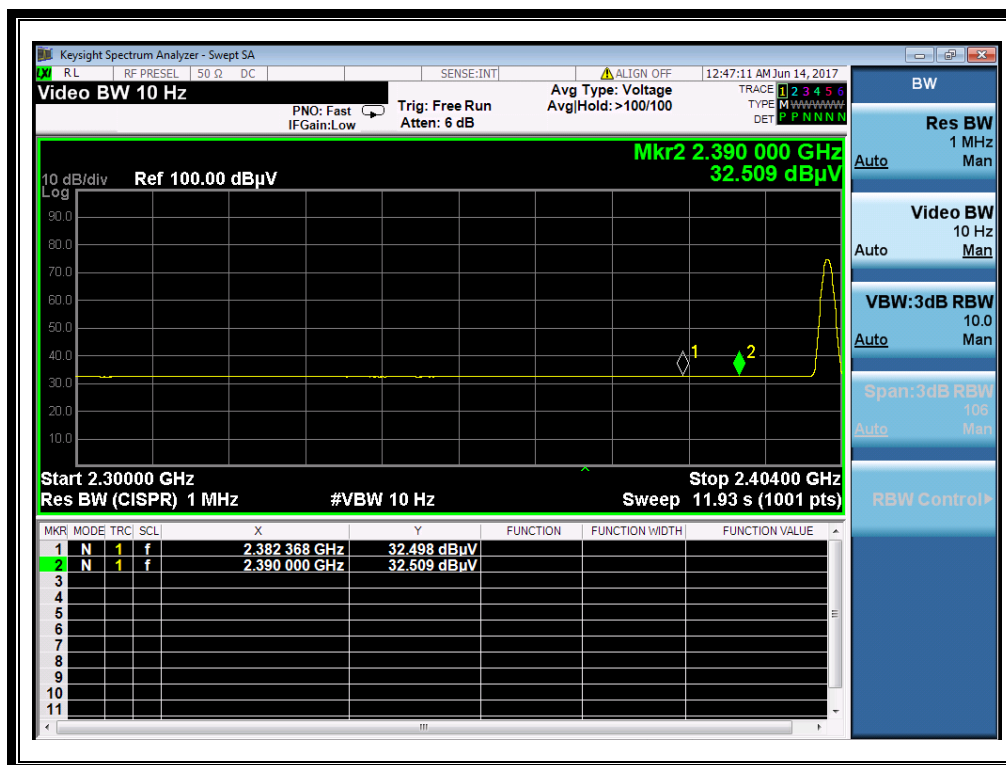 Keysight Spectrum Analyzer - Swept SA
LXI RL RF PRESEL 50 Ω DC SENSE:INT ALIGN OFF 12:47:11 AM Jun 14, 2017
Video BW 10 Hz
PNO: Fast
IFGain:Low
Trig: Free Run
Atten: 6 dB
Avg Type: Voltage
Avg|Hold: >100/100
TRACE 1 2 3 4 5 6
TYPE M WWWWW
DET P P N N N N
Mkr2 2.390 000 GHz
32.509 dBµV
10 dB/div Ref 100.00 dBµV
Log
90.0
80.0
70.0
60.0
50.0
40.0
30.0
20.0
10.0
1
2
Start 2.30000 GHz Stop 2.40400 GHz
Res BW (CISPR) 1 MHz #VBW 10 Hz Sweep 11.93 s (1001 pts)
MKR MODE TRC SCL X Y FUNCTION FUNCTION WIDTH FUNCTION VALUE
1 N 1 f 2.382 368 GHz 32.498 dBµV
2 N 1 f 2.390 000 GHz 32.509 dBµV
3
4
5
6
7
8
9
10
11
BW
Res BW
1 MHz
Auto Man
Video BW
10 Hz
Auto Man
VBW:3dB RBW
10.0
Auto Man
Span:3dB RBW
106
Auto Man
RBW Control